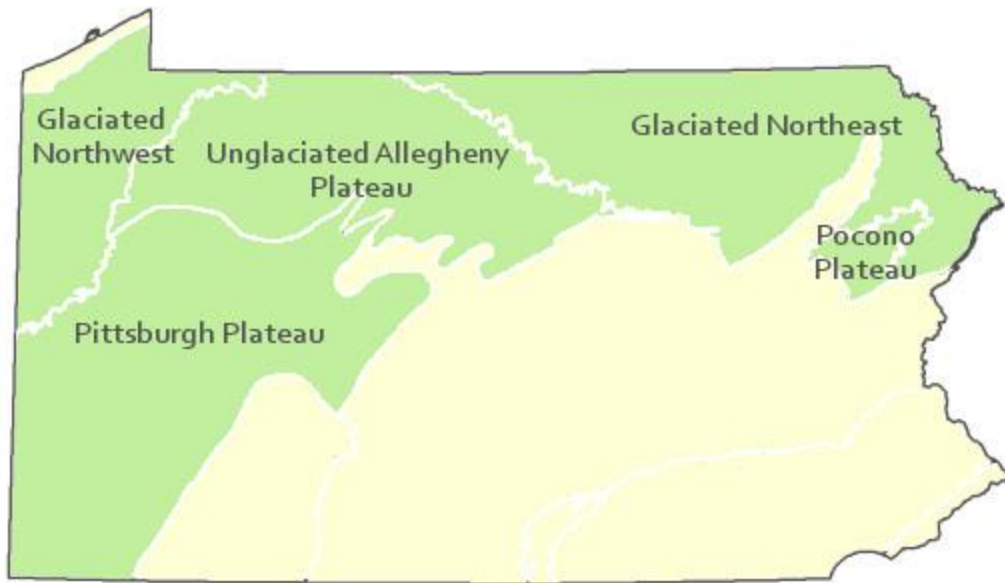 Glaciated
Northwest
Unglaciated Allegheny
Plateau
Glaciated Northeast
Pocono
Plateau
Pittsburgh Plateau